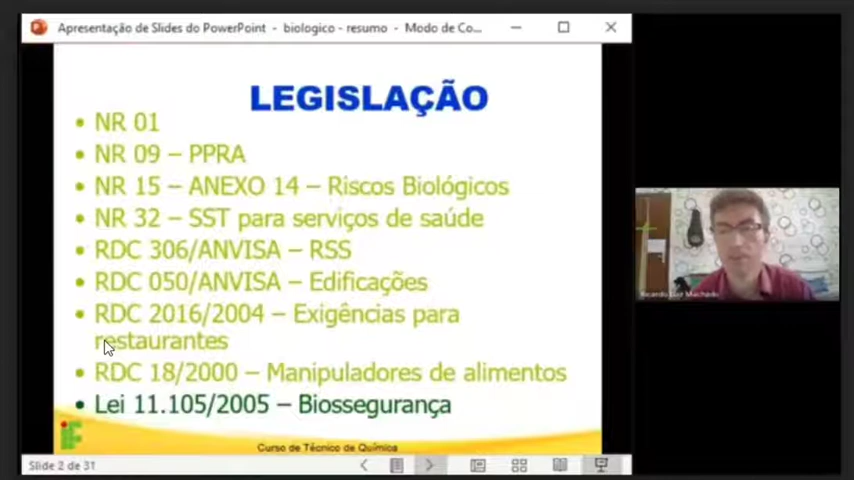 Apresentação de Slides do PowerPoint - biologico - resumo - Modo de Co...
LEGISLAÇÃO
• NR 01
• NR 09 – PPRA
• NR 15 – ANEXO 14 – Riscos Biológicos
• NR 32 – SST para serviços de saúde
• RDC 306/ANVISA – RSS
• RDC 050/ANVISA – Edificações
• RDC 2016/2004 – Exigências para
restaurantes
• RDC 18/2000 – Manipuladores de alimentos
• Lei 11.105/2005 – Biossegurança
Curso de Técnico de Química
Slide 2 de 31
Ricardo Luiz Machado